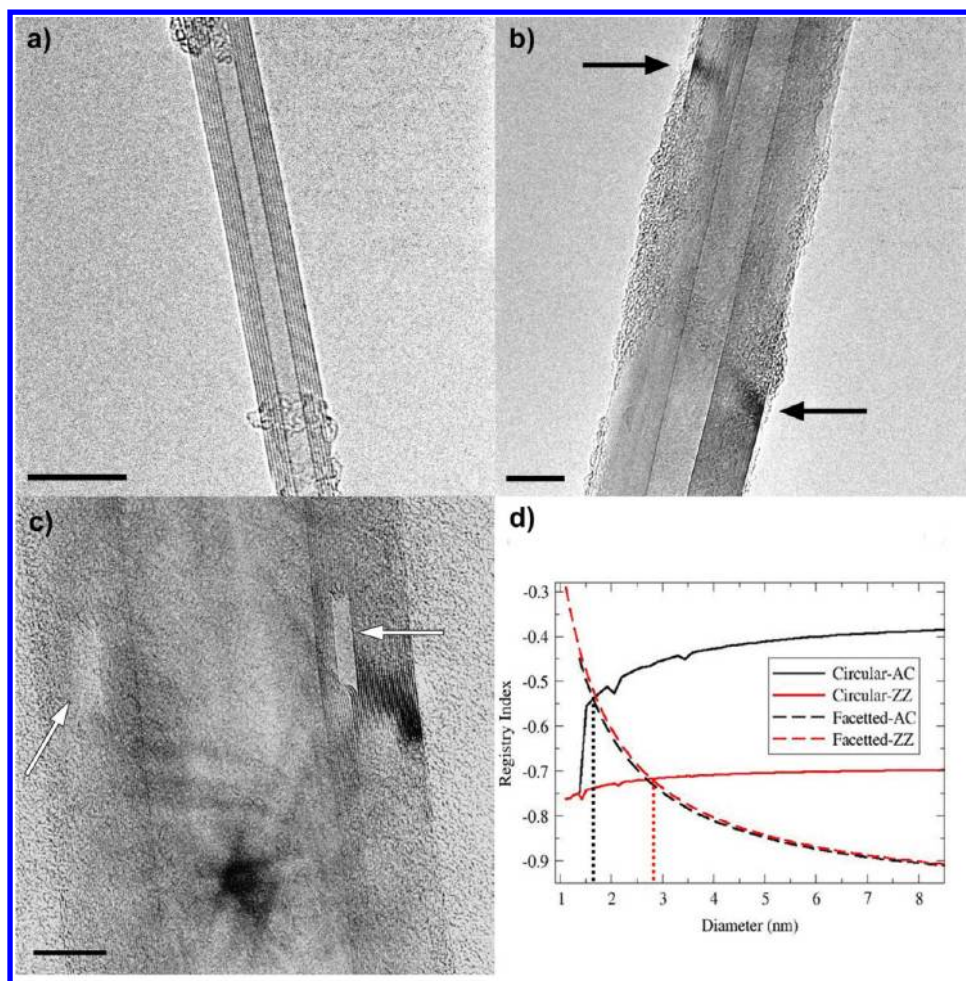 a)
b)
c)
d)
-0.3
-0.4
-0.5
-0.6
-0.7
-0.8
-0.9
Registry Index
Circular-AC
Circular-ZZ
Facetted-AC
Facetted-ZZ
1 2 3 4 5 6 7 8
Diameter (nm)